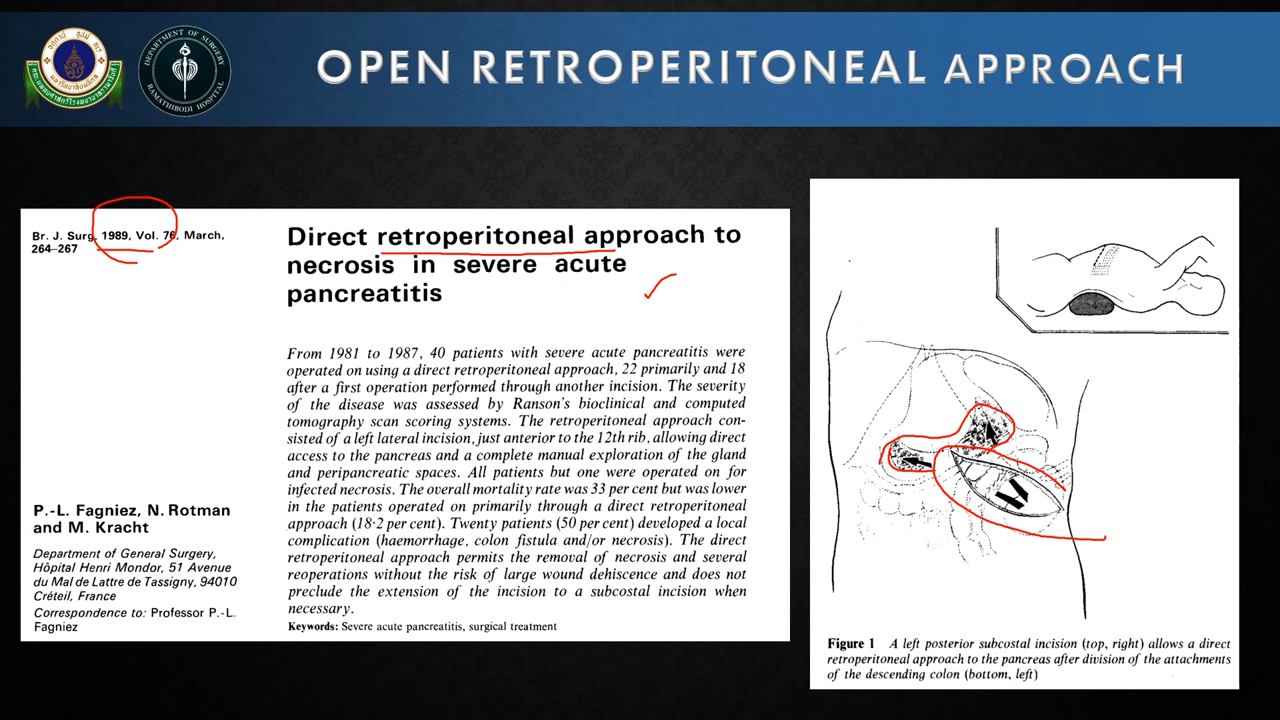 OPEN RETROPERITONEAL APPROACH
DEPARTMENT OF SURGERY
RAMATHIBODI HOSPITAL
Br. J. Surg. 1989, Vol. 76, March,
264–267
Direct retroperitoneal approach to
necrosis in severe acute
pancreatitis
From 1981 to 1987, 40 patients with severe acute pancreatitis were
operated on using a direct retroperitoneal approach, 22 primarily and 18
after a first operation performed through another incision. The severity
of the disease was assessed by Ranson's bioclinical and computed
tomography scan scoring systems. The retroperitoneal approach con-
sisted of a left lateral incision, just anterior to the 12th rib, allowing direct
access to the pancreas and a complete manual exploration of the gland
and peripancreatic spaces. All patients but one were operated on for
infected necrosis. The overall mortality rate was 33 per cent but was lower
in the patients operated on primarily through a direct retroperitoneal
approach (18·2 per cent). Twenty patients (50 per cent) developed a local
complication (haemorrhage, colon fistula and/or necrosis). The direct
retroperitoneal approach permits the removal of necrosis and several
reoperations without the risk of large wound dehiscence and does not
preclude the extension of the incision to a subcostal incision when
necessary.
Keywords: Severe acute pancreatitis, surgical treatment
P.-L. Fagniez, N. Rotman
and M. Kracht
Department of General Surgery,
Hôpital Henri Mondor, 51 Avenue
du Mal de Lattre de Tassigny, 94010
Créteil, France
Correspondence to: Professor P.-L.
Fagniez
Figure 1 A left posterior subcostal incision (top, right) allows a direct
retroperitoneal approach to the pancreas after division of the attachments
of the descending colon (bottom, left)